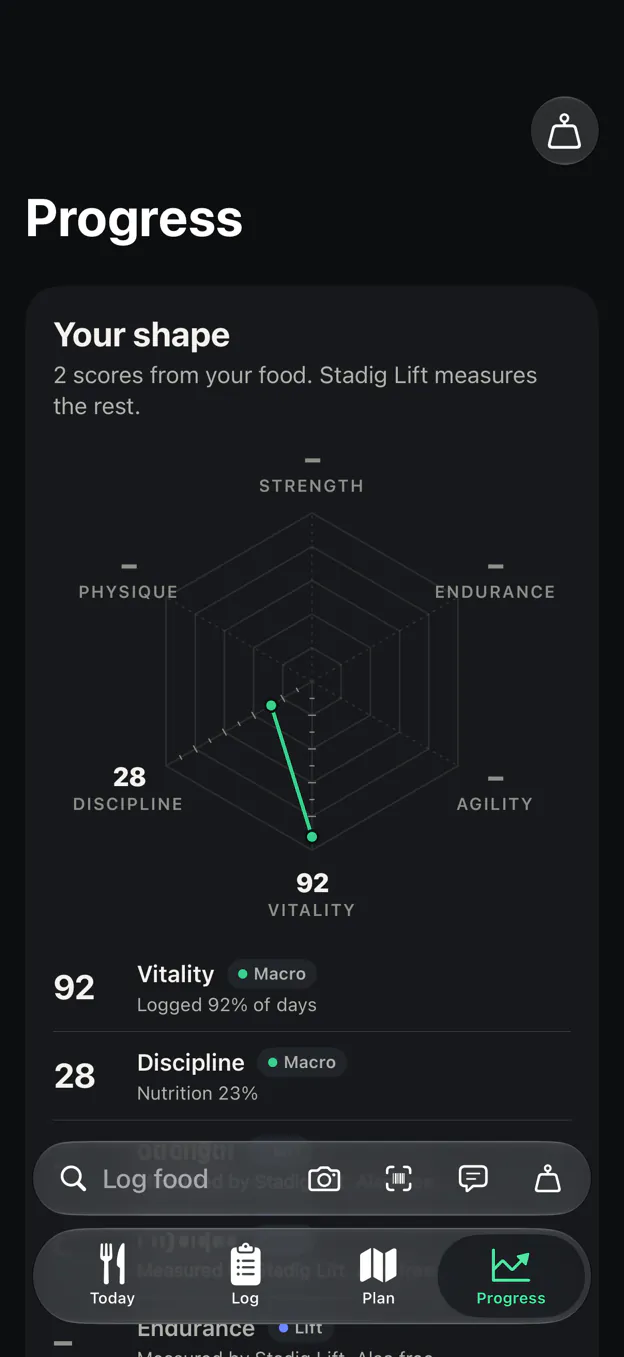 Progress
Your shape
2 scores from your food. Stadig Lift measures
the rest.
–
STRENGTH
–
PHYSIQUE
–
ENDURANCE
28
DISCIPLINE
–
AGILITY
92
VITALITY
92
Vitality
Macro
Logged 92% of days
28
Discipline
Macro
Nutrition 23%
Log food
Today
Log
Plan
Progress
–
Endurance
Lift